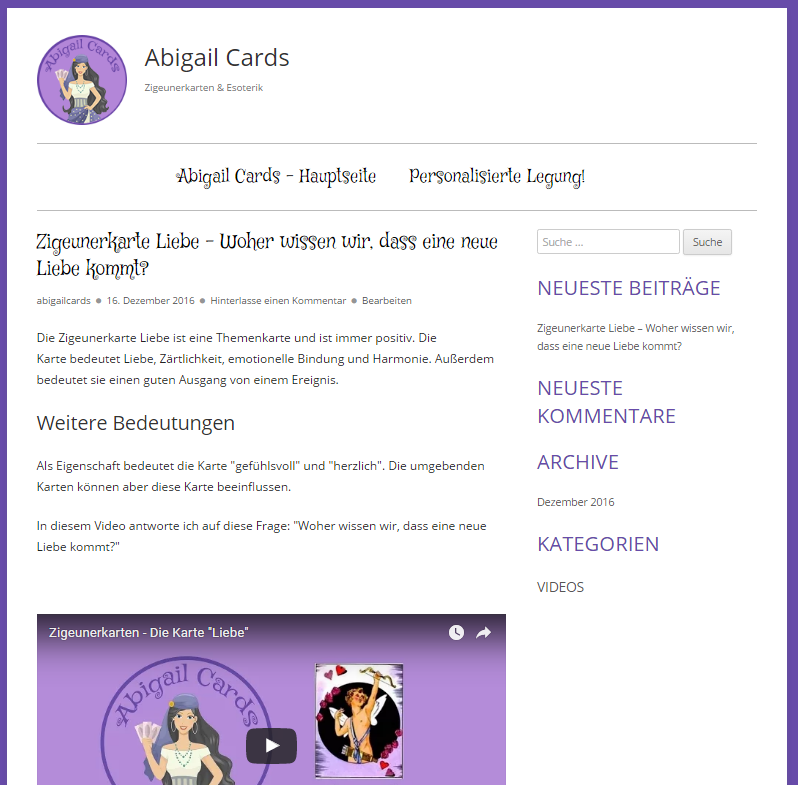 Abigail Cards
Abigail Cards
Zigeunerkarten & Esoterik
Abigail Cards – Hauptseite Personalisierte Legung!
Zigeunerkarte Liebe – Woher wissen wir, dass eine neue
Liebe kommt?
abigailcards ● 16. Dezember 2016 ● Hinterlasse einen Kommentar ● Bearbeiten
Die Zigeunerkarte Liebe ist eine Themenkarte und ist immer positiv. Die
Karte bedeutet Liebe, Zärtlichkeit, emotionelle Bindung und Harmonie. Außerdem
bedeutet sie einen guten Ausgang von einem Ereignis.
Weitere Bedeutungen
Als Eigenschaft bedeutet die Karte "gefühlsvoll" und "herzlich". Die umgebenden
Karten können aber diese Karte beeinflussen.
In diesem Video antworte ich auf diese Frage: "Woher wissen wir, dass eine neue
Liebe kommt?"
Zigeunerkarten - Die Karte "Liebe"
Abigail Cards
Suche ... Suche
NEUESTE BEITRÄGE
Zigeunerkarte Liebe – Woher wissen wir,
dass eine neue Liebe kommt?
NEUESTE
KOMMENTARE
ARCHIVE
Dezember 2016
KATEGORIEN
VIDEOS